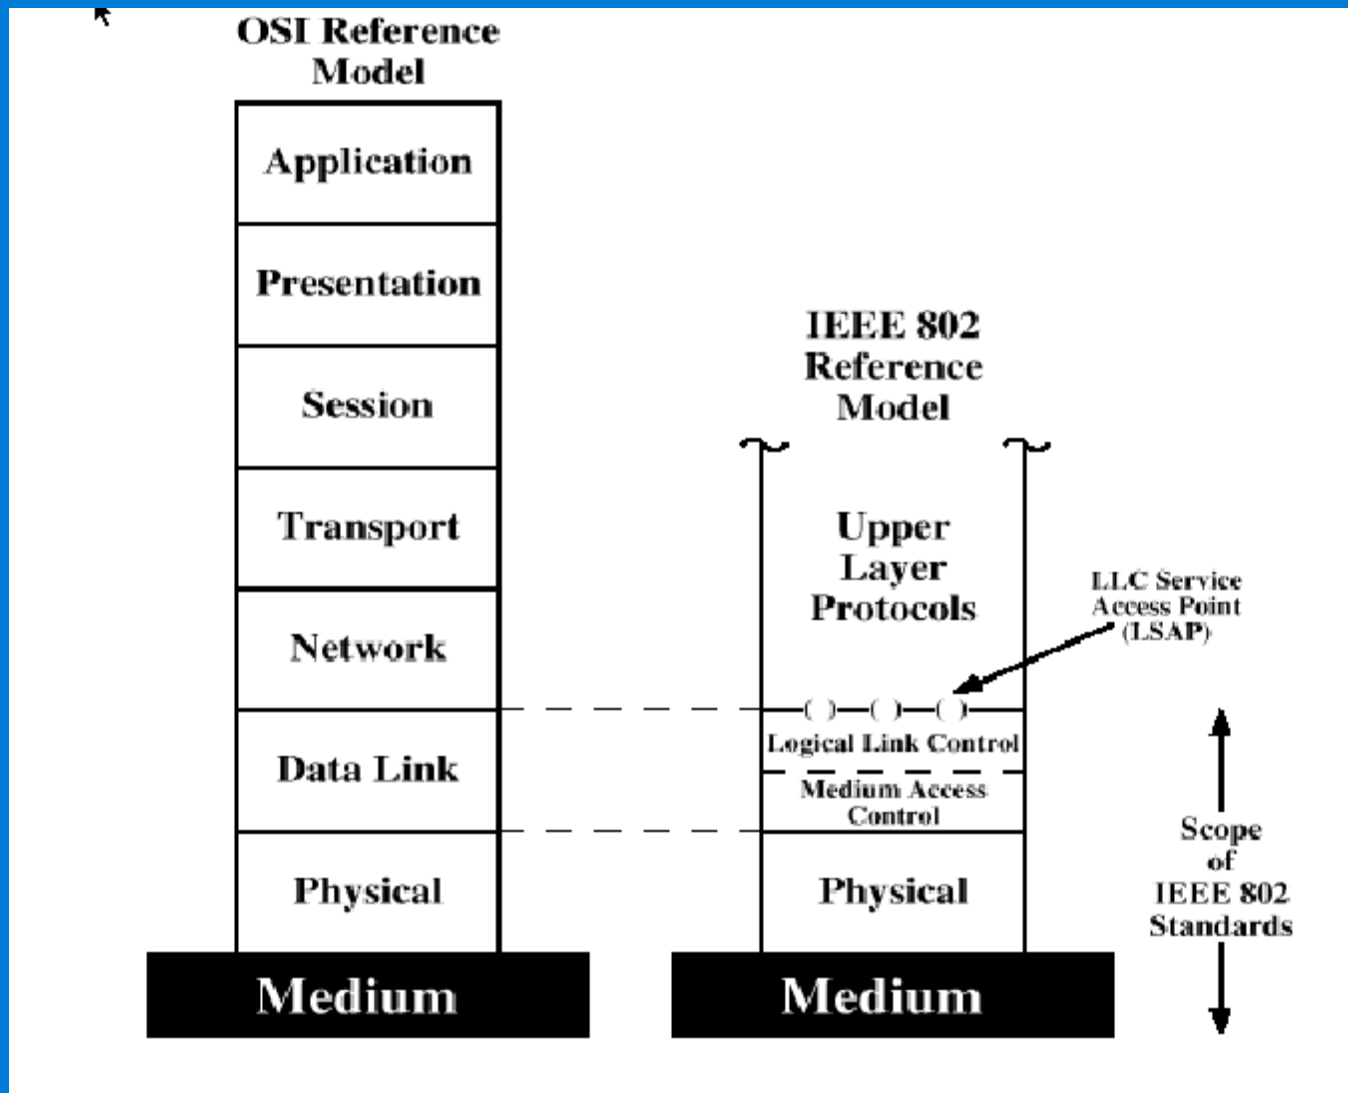 OSI Reference
Model
Application
Presentation
Session
Transport
Network
Data Link
Physical
Medium
IEEE 802
Reference
Model
Upper
Layer
Protocols
LLC Service
Access Point
(LSAP)
Logical Link Control
Medium Access
Control
Physical
Medium
Scope
of
IEEE 802
Standards